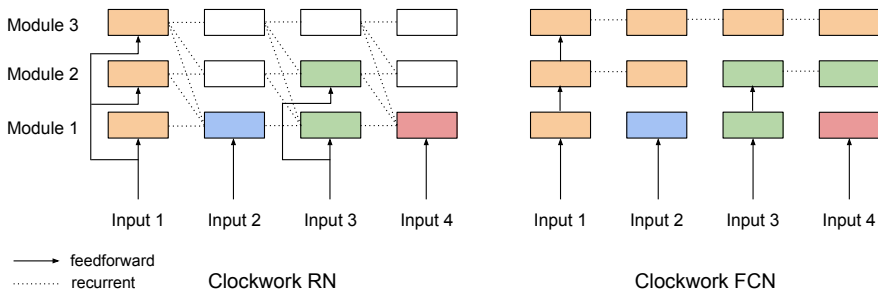 Module 3
Module 2
Module 1
Input 1 Input 2 Input 3 Input 4 Input 1 Input 2 Input 3 Input 4
feedforward
recurrent
Clockwork RN Clockwork FCN